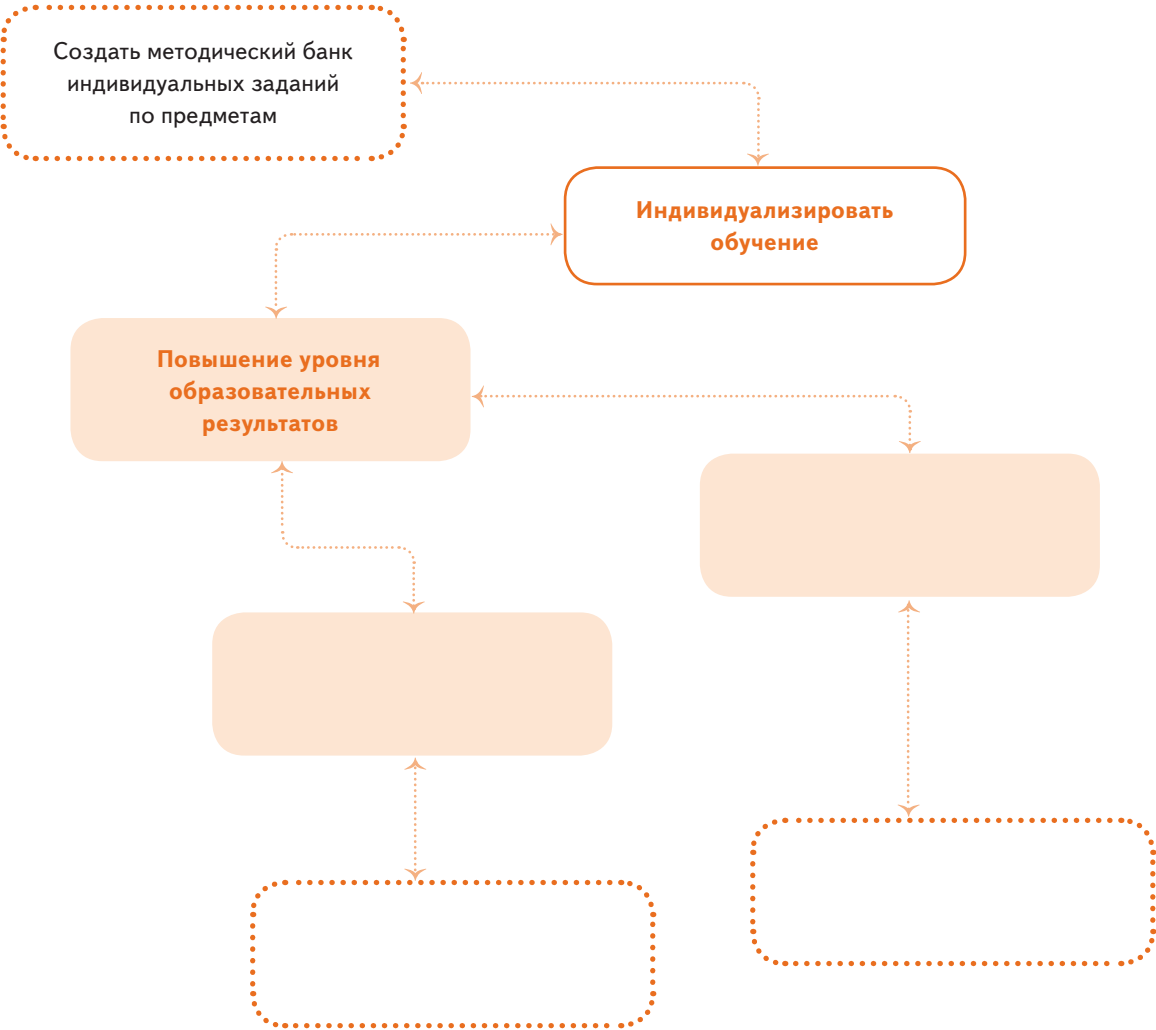 Создать методический банк
индивидуальных заданий
по предметам
Индивидуализировать
обучение
Повышение уровня
образовательных
результатов